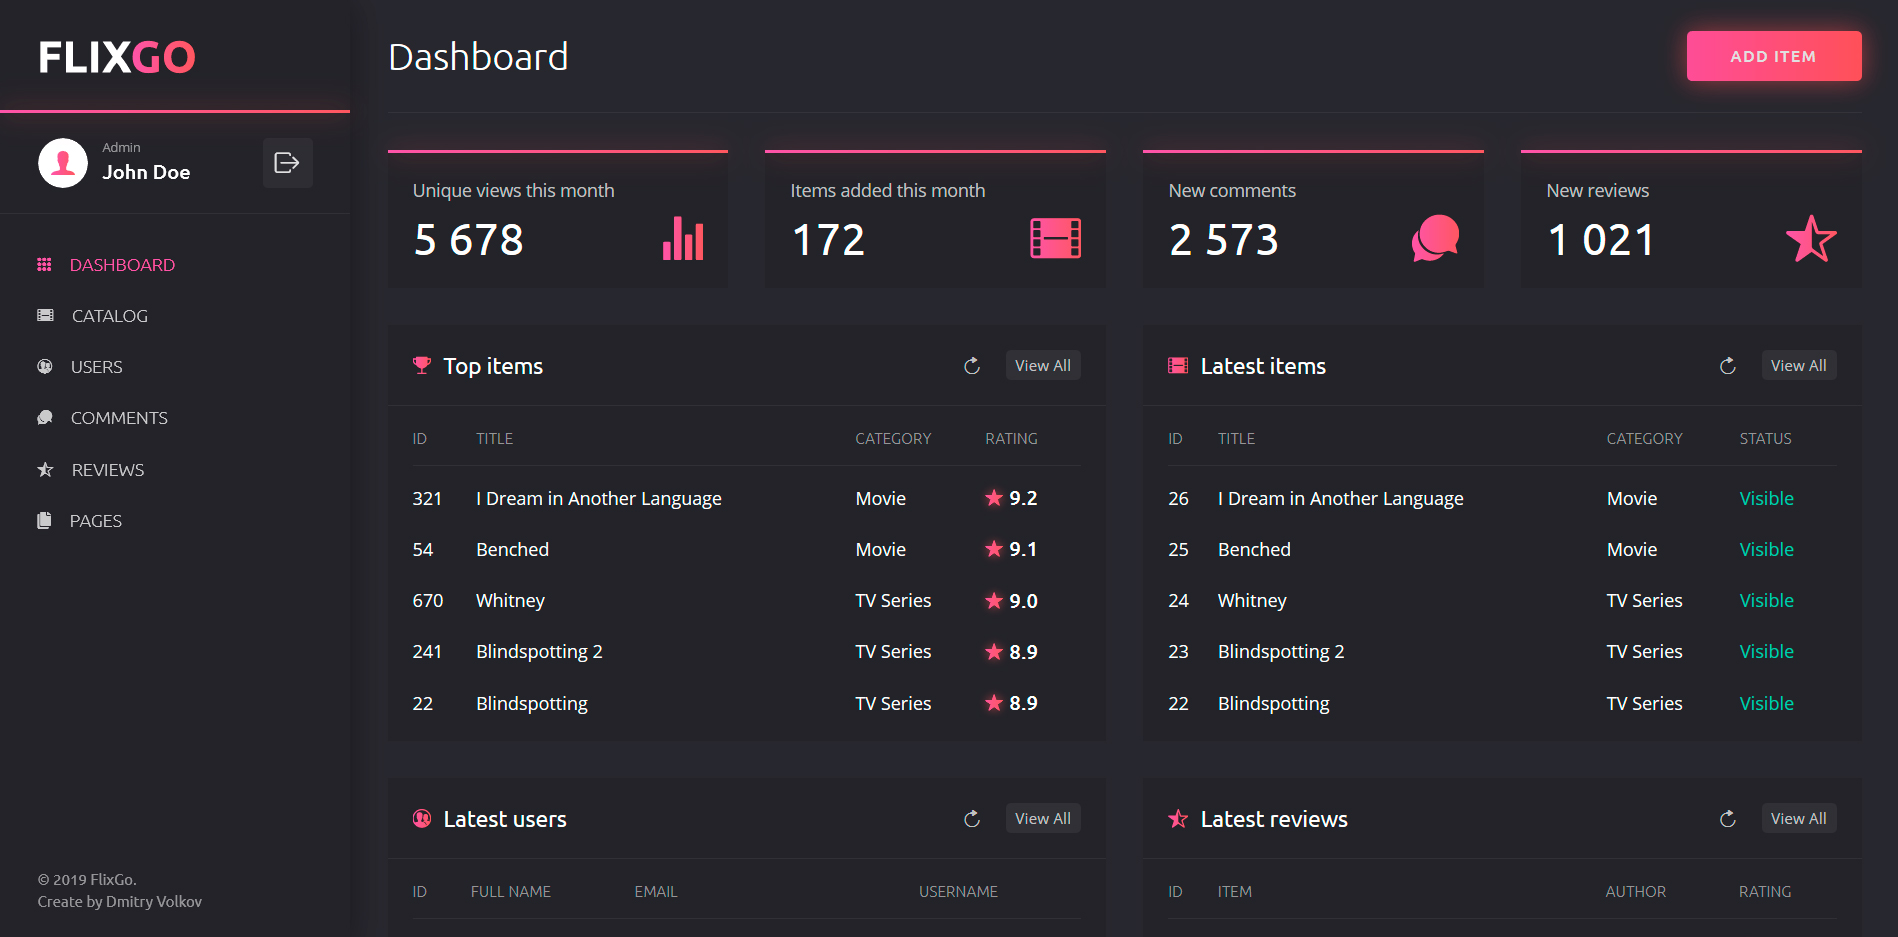 FLIXGO
Admin
John Doe
DASHBOARD
CATALOG
USERS
COMMENTS
REVIEWS
PAGES
© 2019 FlixGo.
Create by Dmitry Volkov
Dashboard
ADD ITEM
Unique views this month
5 678
Items added this month
172
New comments
2 573
New reviews
1 021
Top items
View All
ID TITLE CATEGORY RATING
321 I Dream in Another Language Movie 9.2
54 Benched Movie 9.1
670 Whitney TV Series 9.0
241 Blindspotting 2 TV Series 8.9
22 Blindspotting TV Series 8.9
Latest items
View All
ID TITLE CATEGORY STATUS
26 I Dream in Another Language Movie Visible
25 Benched Movie Visible
24 Whitney TV Series Visible
23 Blindspotting 2 TV Series Visible
22 Blindspotting TV Series Visible
Latest users
View All
ID FULL NAME EMAIL USERNAME
Latest reviews
View All
ID ITEM AUTHOR RATING